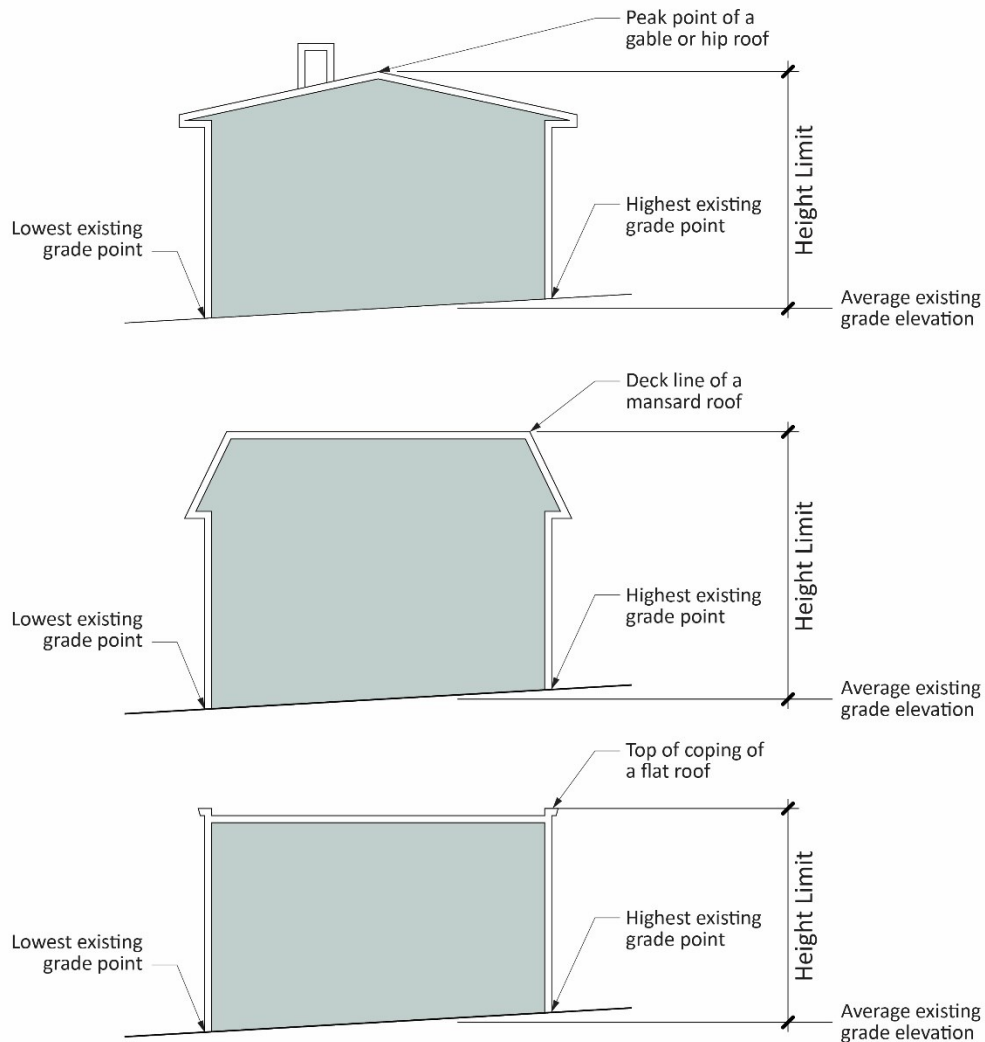 Peak point of a
gable or hip roof
Height Limit
Lowest existing
grade point
Highest existing
grade point
Average existing
grade elevation
Deck line of a
mansard roof
Height Limit
Lowest existing
grade point
Highest existing
grade point
Average existing
grade elevation
Top of coping of
a flat roof
Height Limit
Lowest existing
grade point
Highest existing
grade point
Average existing
grade elevation